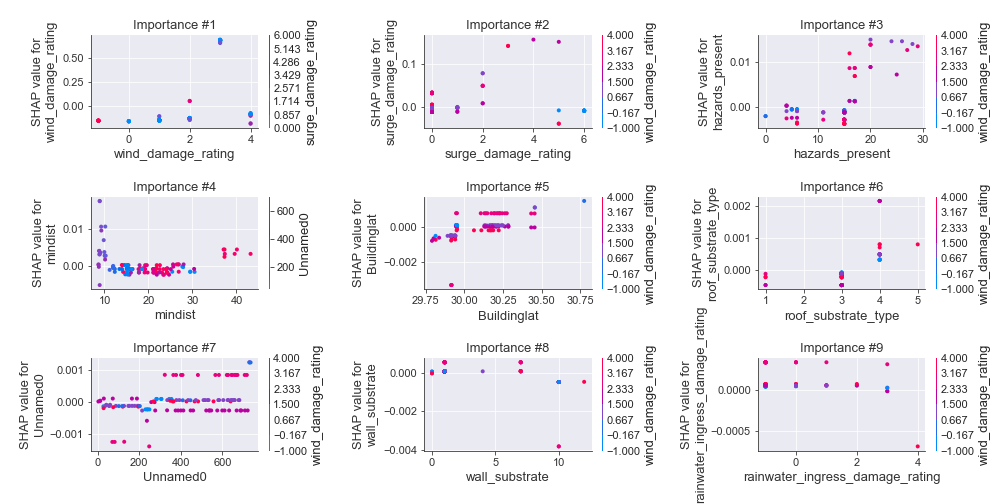 Importance #1
SHAP value for
wind_damage_rating
0.50
0.00
0
2
4
wind_damage_rating
6.000
5.143
4.286
3.429
2.571
1.714
0.857
0.000
surge_damage_rating
Importance #2
SHAP value for
surge_damage_rating
0.1
0.0
0
2
4
6
surge_damage_rating
4.000
3.167
2.333
1.500
0.667
-0.167
-1.000
wind_damage_rating
Importance #3
SHAP value for
hazards_present
0.01
0.00
0
10
20
30
hazards_present
4.000
3.167
2.333
1.500
0.667
-0.167
-1.000
wind_damage_rating
Importance #4
SHAP value for
mindist
0.01
0.00
10
20
30
40
mindist
600
400
200
Unnamed0
Importance #5
SHAP value for
Buildinglat
0.000
−0.002
29.75
30.00
30.25
30.50
30.75
Buildinglat
4.000
3.167
2.333
1.500
0.667
-0.167
-1.000
wind_damage_rating
Importance #6
SHAP value for
roof_substrate_type
0.002
0.001
0.000
1
2
3
4
5
roof_substrate_type
4.000
3.167
2.333
1.500
0.667
-0.167
-1.000
wind_damage_rating
Importance #7
SHAP value for
Unnamed0
0.001
0.000
−0.001
0
200
400
600
Unnamed0
4.000
3.167
2.333
1.500
0.667
-0.167
-1.000
wind_damage_rating
Importance #8
SHAP value for
wall_substrate
0.000
−0.002
−0.004
0
5
10
wall_substrate
4.000
3.167
2.333
1.500
0.667
-0.167
-1.000
wind_damage_rating
Importance #9
SHAP value for
rainwater_ingress_damage_rating
0.0000
−0.0005
0
2
4
rainwater_ingress_damage_rating
4.000
3.167
2.333
1.500
0.667
-0.167
-1.000
wind_damage_rating